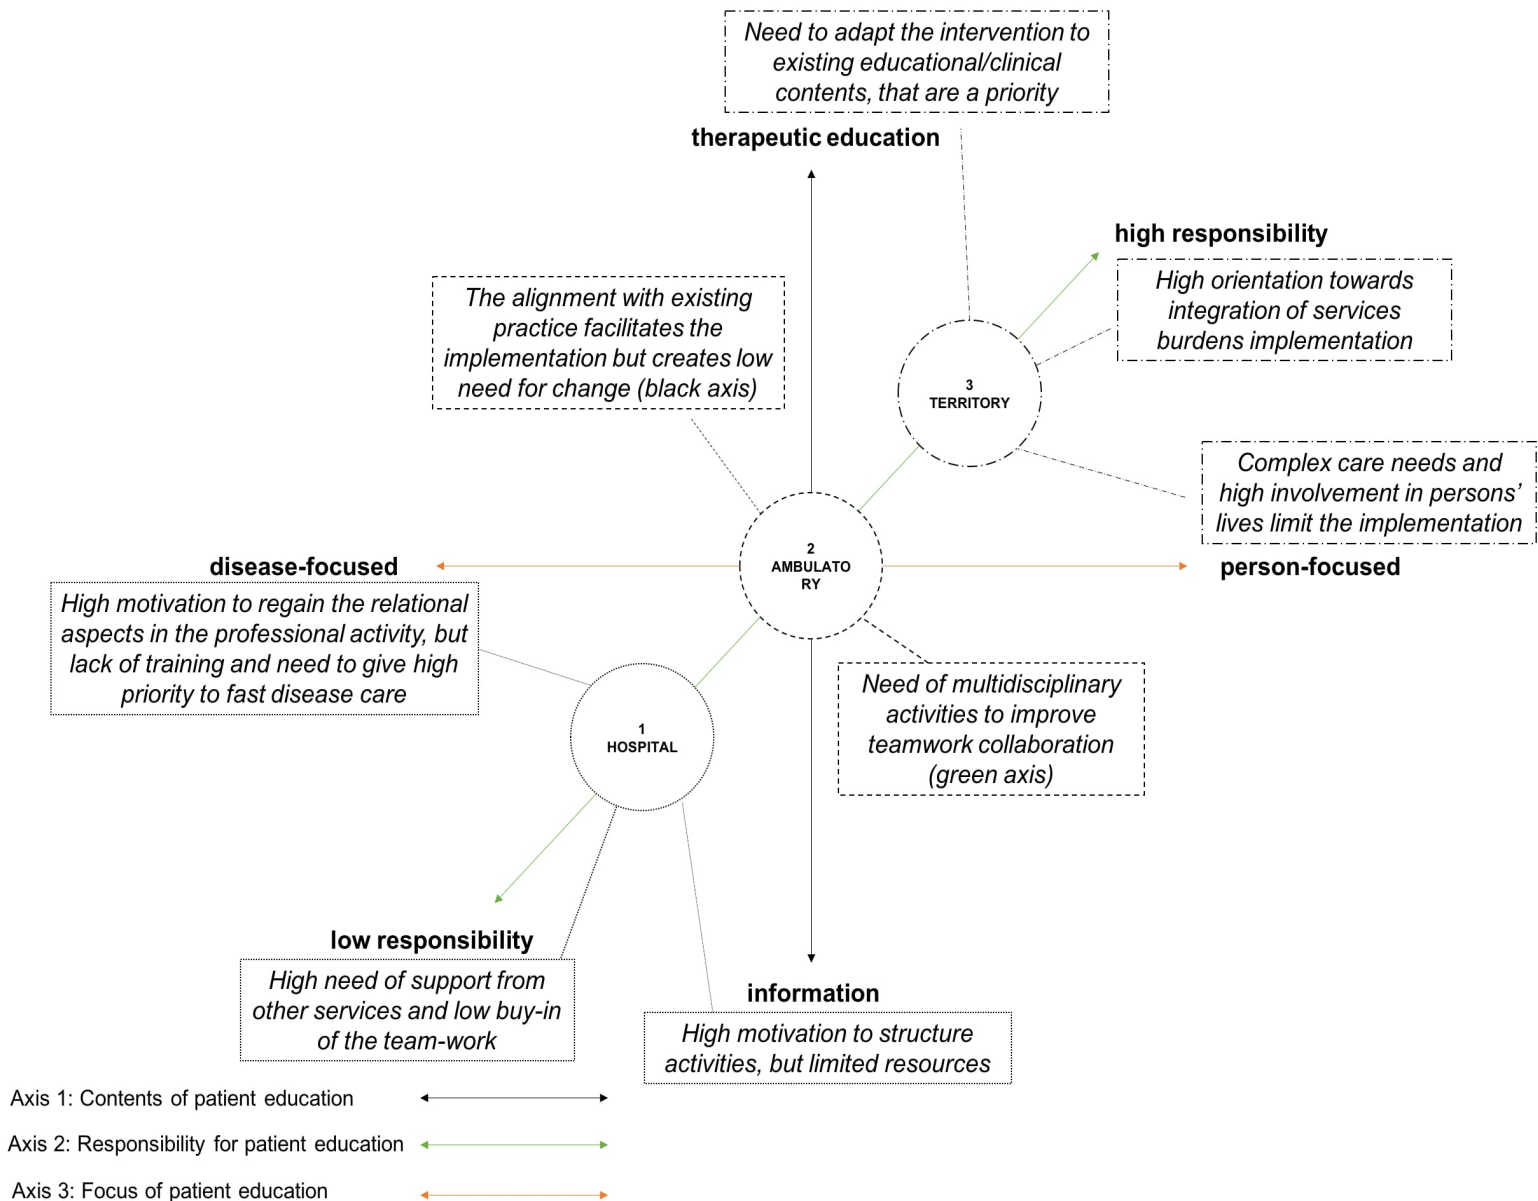 Need to adapt the intervention to
existing educational/clinical
contents, that are a priority
therapeutic education
high responsibility
High orientation towards
integration of services
burdens implementation
The alignment with existing
practice facilitates the
implementation but creates low
need for change (black axis)
3
TERRITORY
Complex care needs and
high involvement in persons’
lives limit the implementation
2
AMBULATO
RY
disease-focused
person-focused
High motivation to regain the relational
aspects in the professional activity, but
lack of training and need to give high
priority to fast disease care
Need of multidisciplinary
activities to improve
teamwork collaboration
(green axis)
1
HOSPITAL
low responsibility
High need of support from
other services and low buy-in
of the team-work
information
High motivation to structure
activities, but limited resources
Axis 1: Contents of patient education
Axis 2: Responsibility for patient education
Axis 3: Focus of patient education